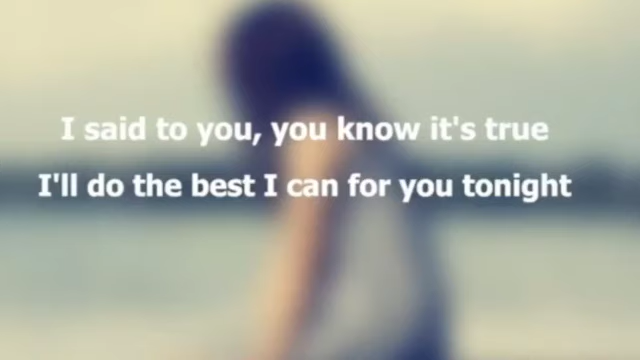 I said to you, you know it's true
I'll do the best I can for you tonight